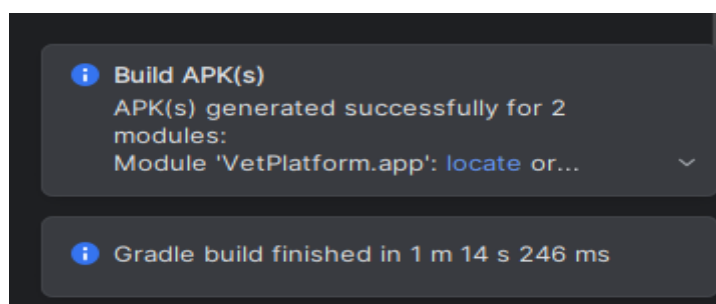 Build APK(s)
APK(s) generated successfully for 2
modules:
Module 'VetPlatform.app': locate or...
Gradle build finished in 1 m 14 s 246 ms